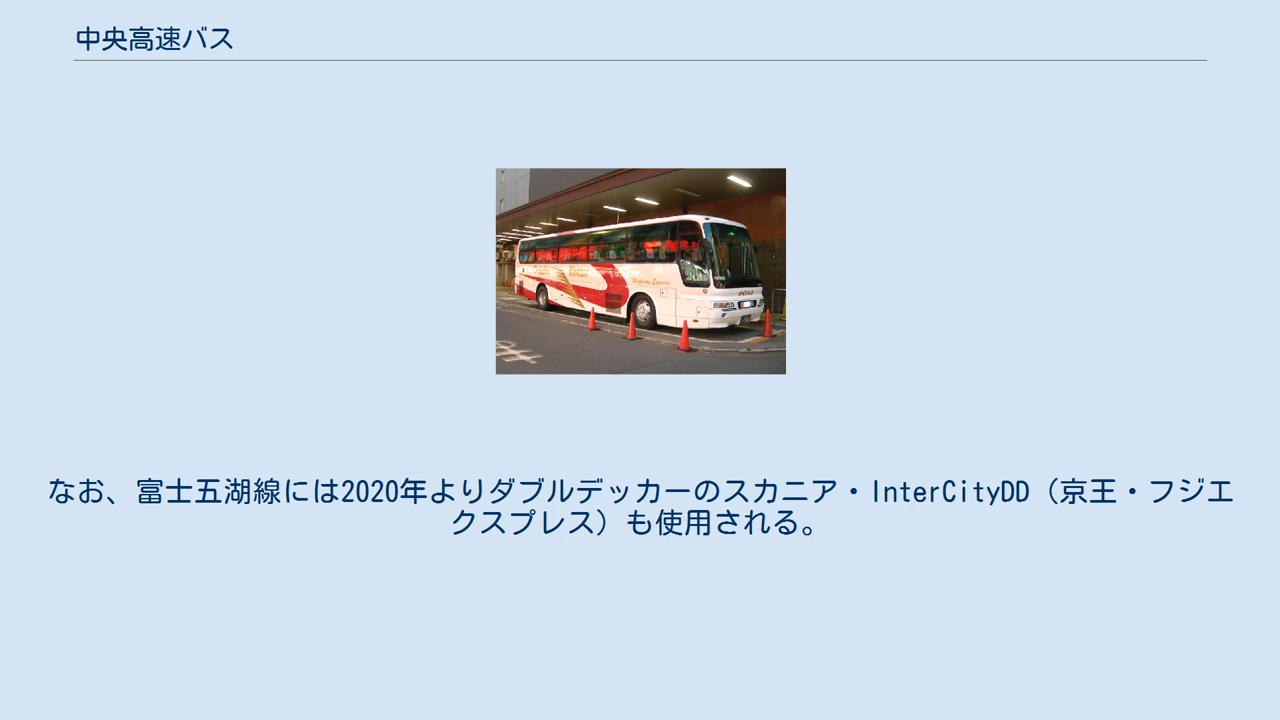 中央高速バス
なお、富士五湖線には2020年よりダブルデッカーのスカニア・InterCityDD（京王・フジエ
クスプレス）も使用される。